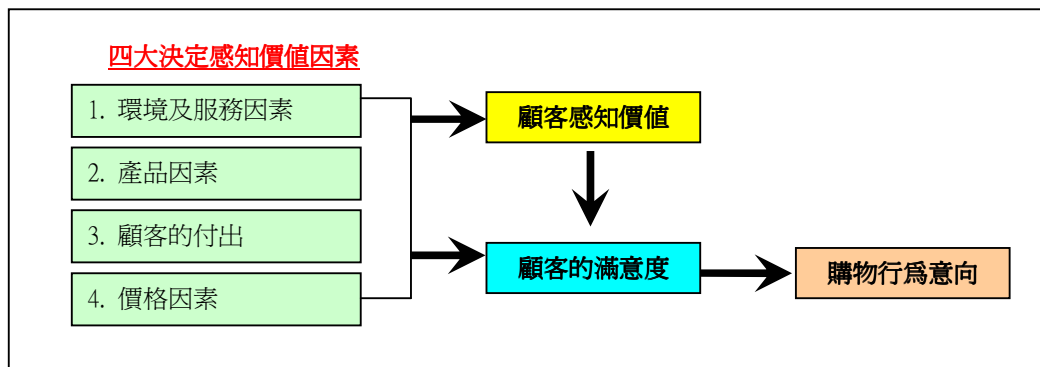 四大決定感知價值因素
1. 環境及服務因素
2. 產品因素
3. 顧客的付出
4. 價格因素
顧客感知價值
顧客的滿意度
購物行為意向